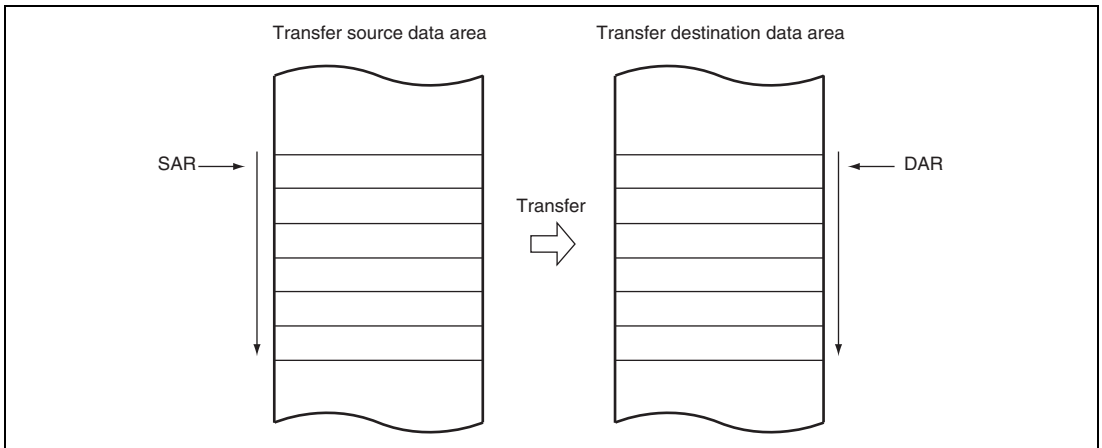 Transfer source data area
Transfer destination data area
SAR
DAR
Transfer